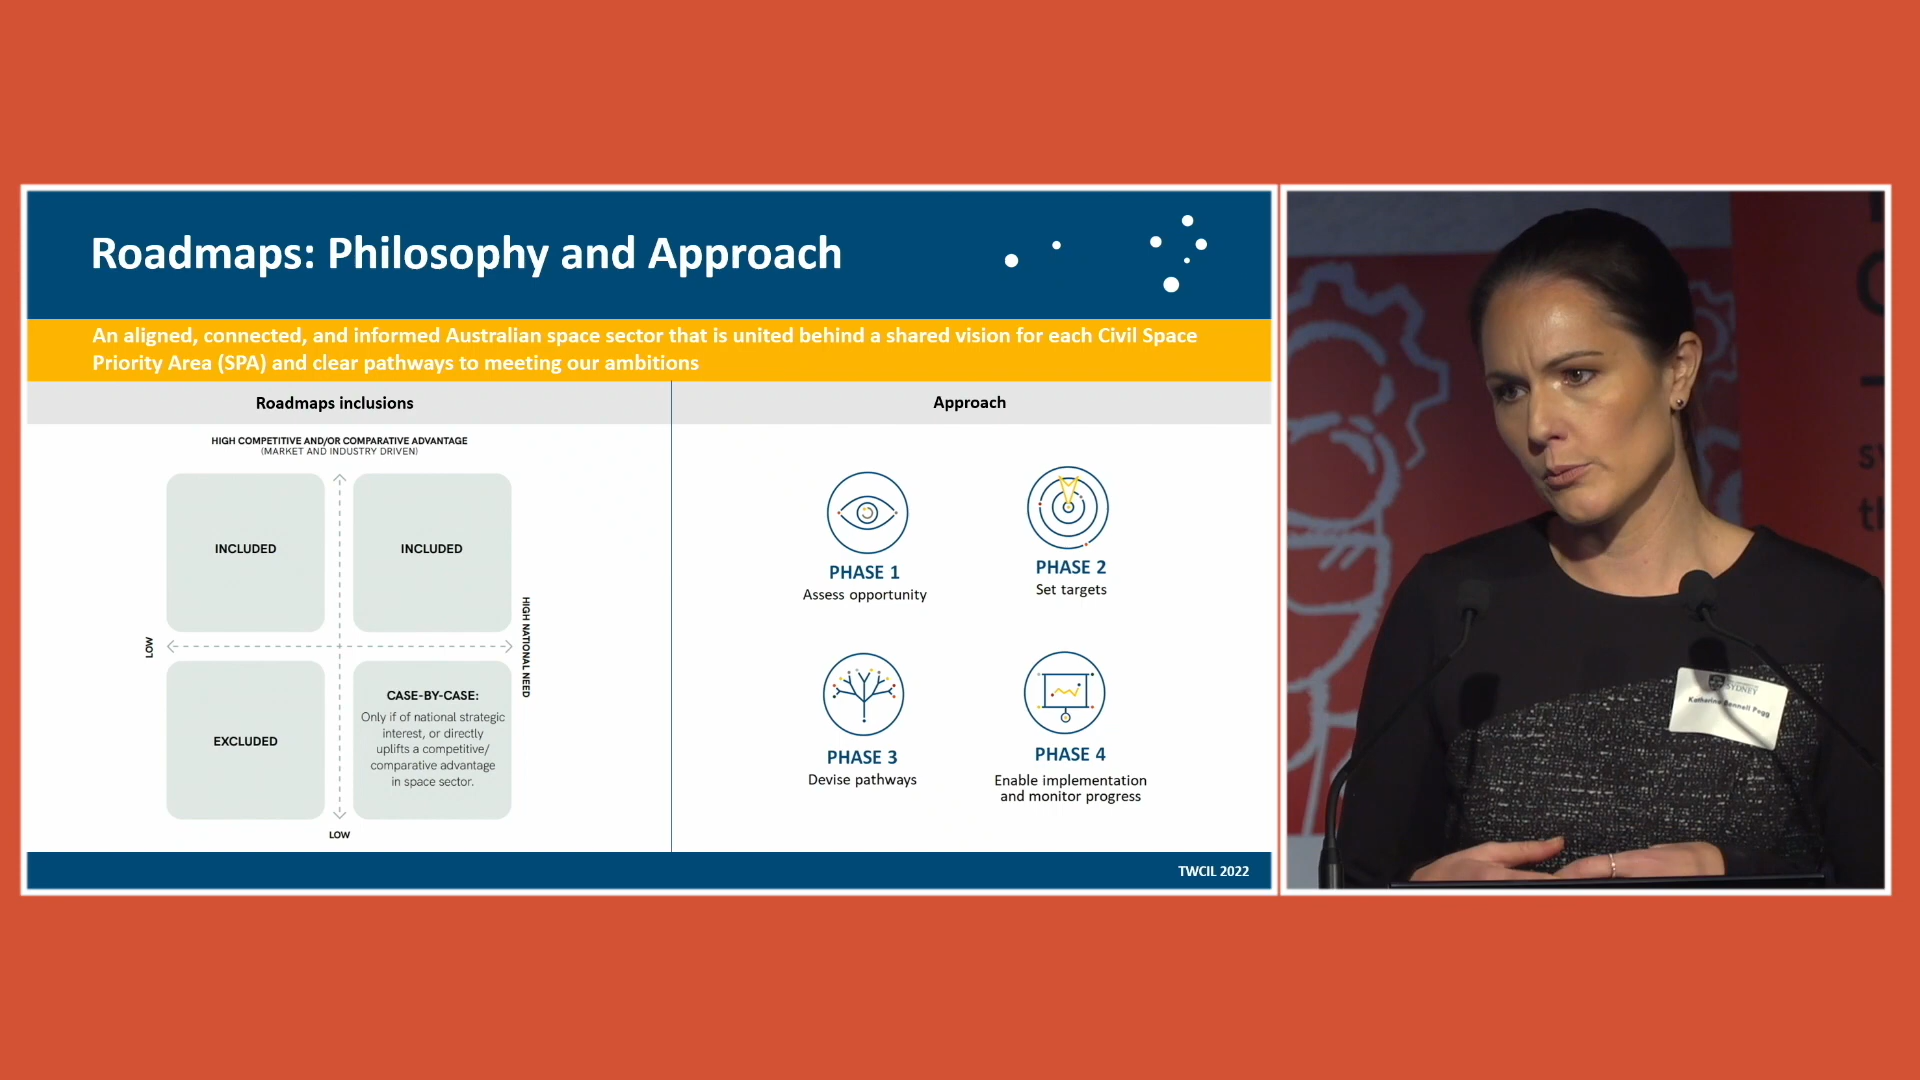 Roadmaps: Philosophy and Approach
An aligned, connected, and informed Australian space sector that is united behind a shared vision for each Civil Space
Priority Area (SPA) and clear pathways to meeting our ambitions
Roadmaps inclusions
Approach
HIGH COMPETITIVE AND/OR COMPARATIVE ADVANTAGE
(MARKET AND INDUSTRY DRIVEN)
INCLUDED
INCLUDED
LOW
HIGH NATIONAL NEED
EXCLUDED
CASE-BY-CASE:
Only if of national strategic
interest, or directly
uplifts a competitive/
comparative advantage
in space sector.
LOW
PHASE 1
Assess opportunity
PHASE 2
Set targets
PHASE 3
Devise pathways
PHASE 4
Enable implementation
and monitor progress
TWCIL 2022
SYDNEY
Katherine Bennell Pegg